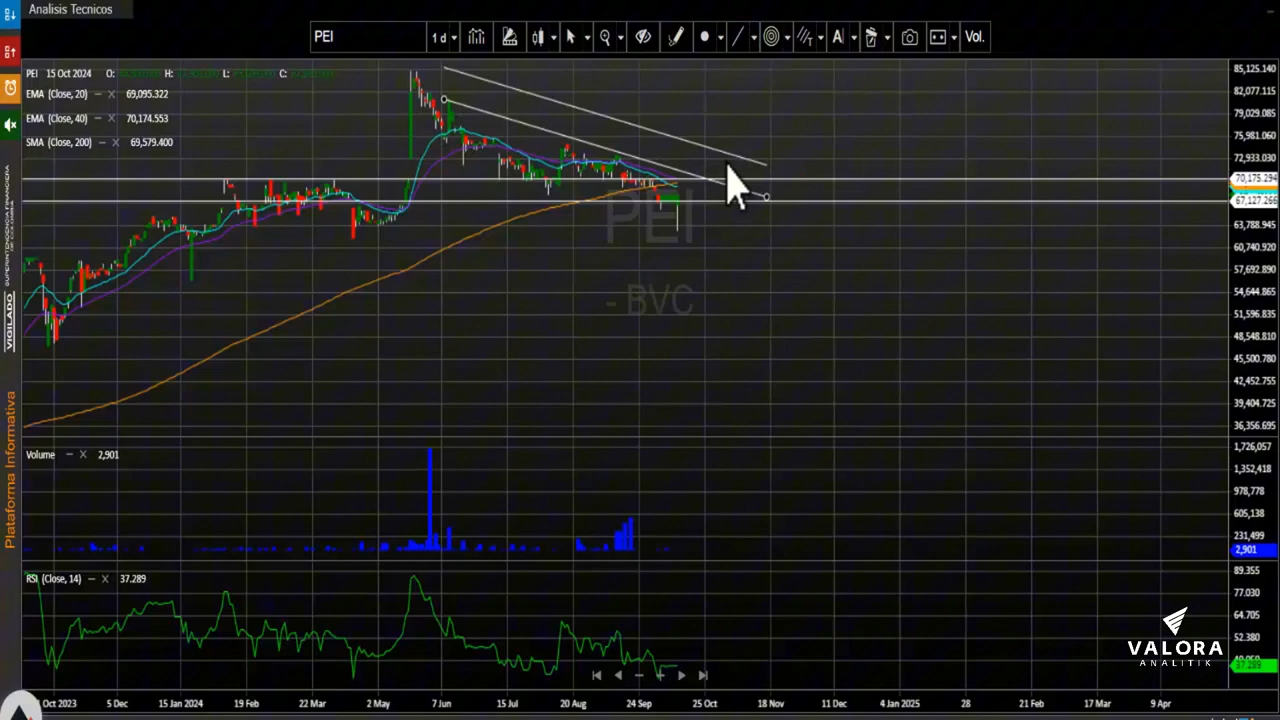 Analisis Tecnicos
PEI
1 d
A
Vol.
PEI 15 Oct 2024 O: H: L: C:
EMA (Close, 20) 69,095.322
EMA (Close, 40) 70,174.553
SMA (Close, 200) 69,579.400
PEI
- BVC
85,125.140
82,077.115
79,029.085
75,981.060
72,933.030
70,175.294
67,127.266
63,788.945
60,740.920
57,692.890
54,644.865
51,596.835
48,548.810
45,500.780
42,452.755
39,404.725
36,356.695
Volume 2,901
1,726,057
1,352,418
978,778
605,138
231,499
2,901
RSI (Close, 14) 37.289
89.355
77.030
64.705
52.380
37.289
VALORA
ANALITIK
Oct 2023
5 Dec
15 Jan 2024
19 Feb
22 Mar
2 May
7 Jun
15 Jul
20 Aug
24 Sep
25 Oct
18 Nov
11 Dec
4 Jan 2025
28
21 Feb
17 Mar
9 Apr
VIGILADO
Plataforma Informativa